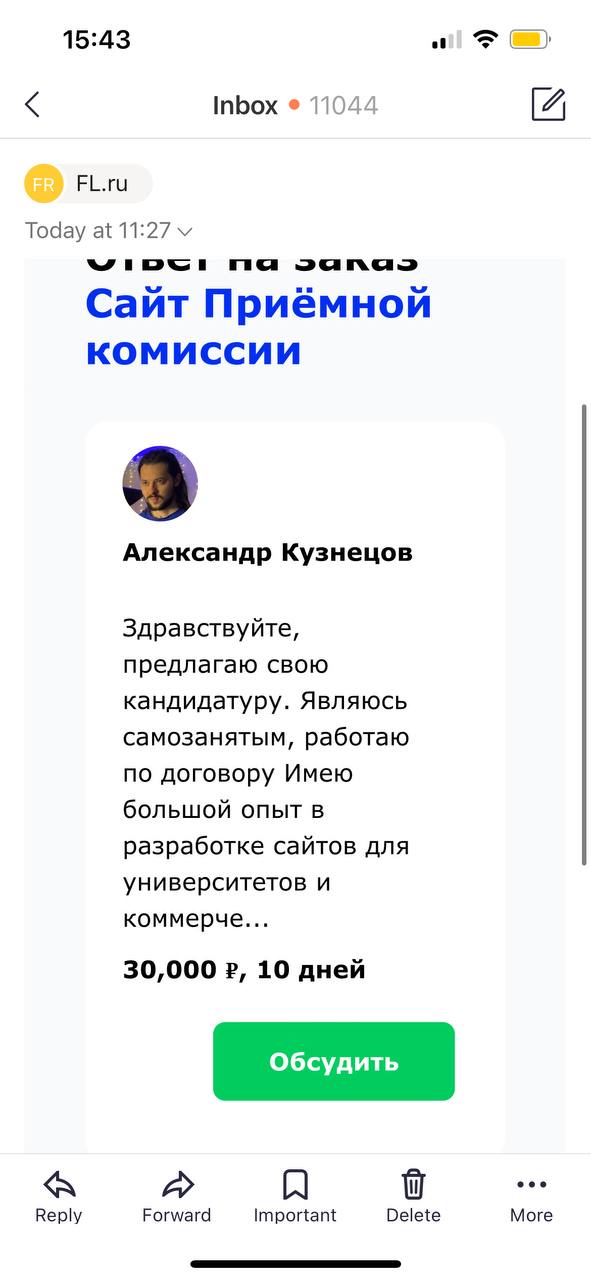 15:43
Inbox • 11044
FR FL.ru
Today at 11:27
Ответ на заказ
Сайт Приёмной
комиссии
Александр Кузнецов
Здравствуйте,
предлагаю свою
кандидатуру. Являюсь
самозанятым, работаю
по договору Имею
большой опыт в
разработке сайтов для
университетов и
коммерче...
30,000 ₽, 10 дней
Обсудить
Reply Forward Important Delete More